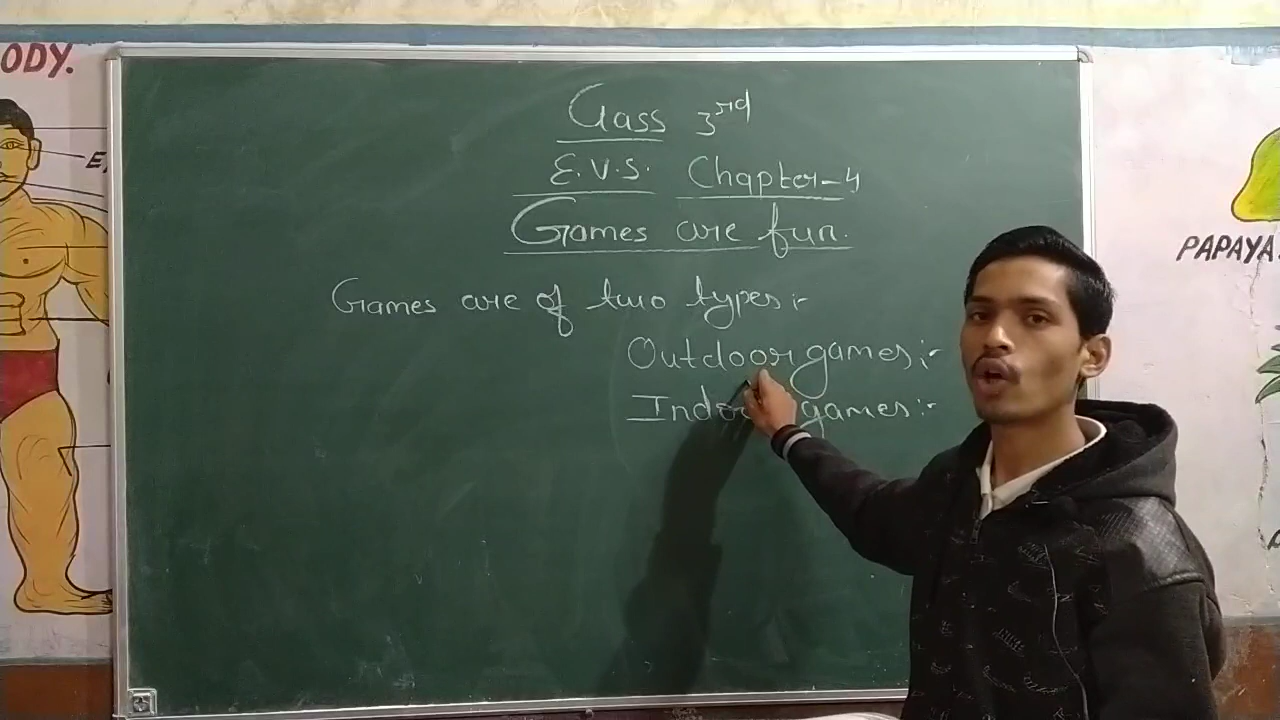 ODY.
E
Class 3rd
E.V.S. Chapter-4
Games are fun.
PAPAYA
Games are of two types:-
Outdoor games:-
Indoor games:-